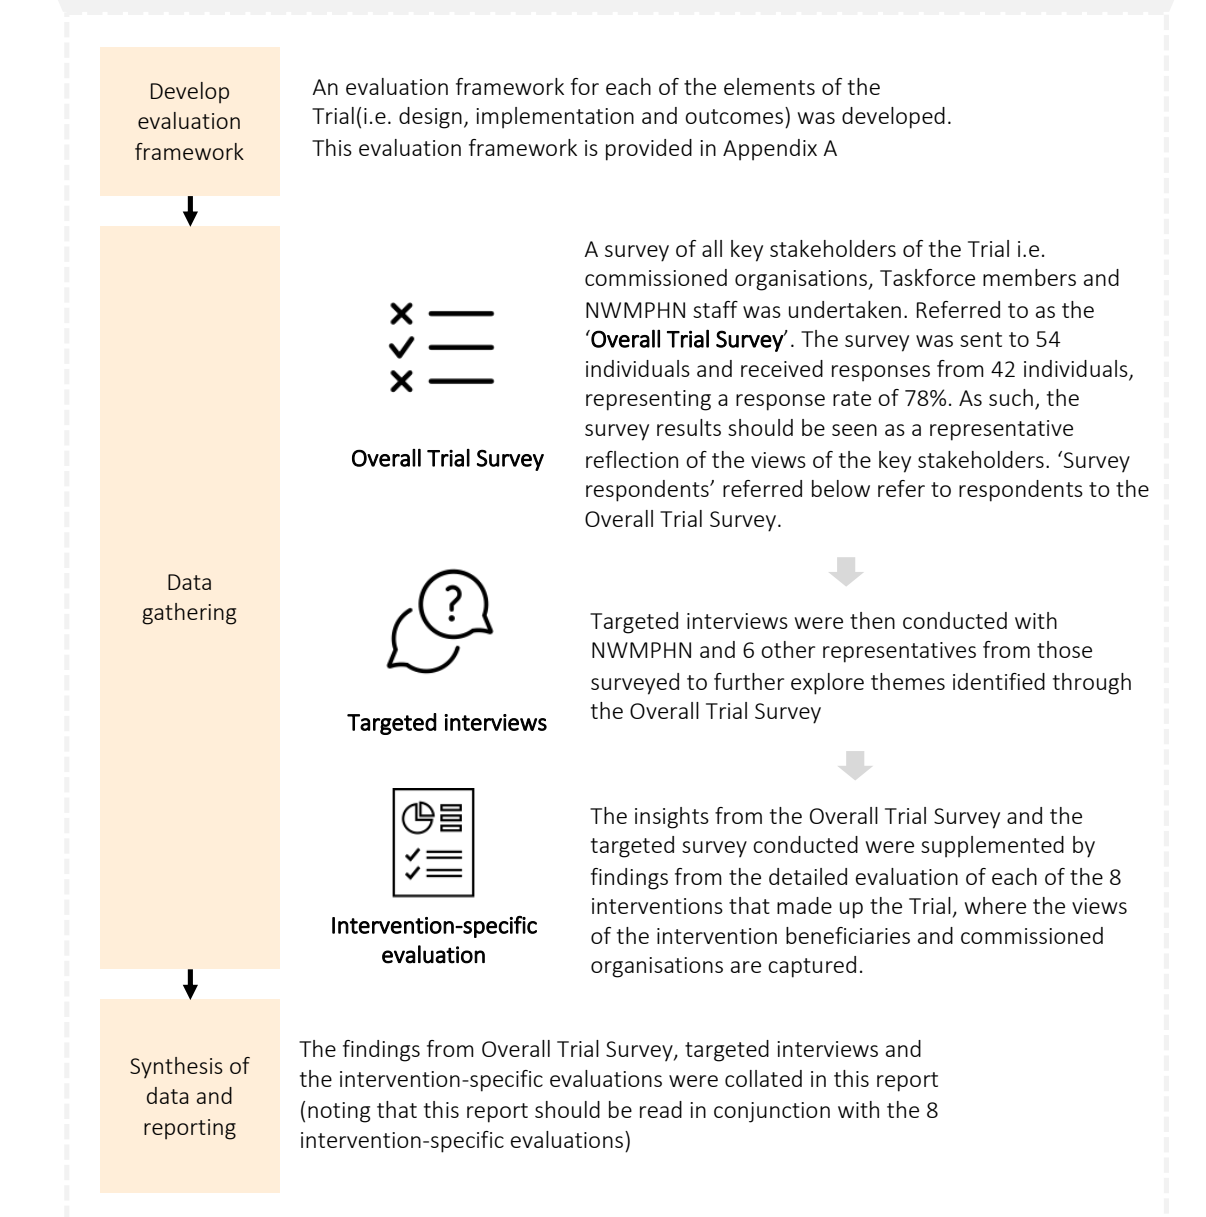 Develop
evaluation
framework
An evaluation framework for each of the elements of the
Trial(i.e. design, implementation and outcomes) was developed.
This evaluation framework is provided in Appendix A
Data
gathering
Overall Trial Survey
A survey of all key stakeholders of the Trial i.e.
commissioned organisations, Taskforce members and
NWMPHN staff was undertaken. Referred to as the
‘Overall Trial Survey’. The survey was sent to 54
individuals and received responses from 42 individuals,
representing a response rate of 78%. As such, the
survey results should be seen as a representative
reflection of the views of the key stakeholders. ‘Survey
respondents’ referred below refer to respondents to the
Overall Trial Survey.
?
Targeted interviews
Targeted interviews were then conducted with
NWMPHN and 6 other representatives from those
surveyed to further explore themes identified through
the Overall Trial Survey
Intervention-specific
evaluation
The insights from the Overall Trial Survey and the
targeted survey conducted were supplemented by
findings from the detailed evaluation of each of the 8
interventions that made up the Trial, where the views
of the intervention beneficiaries and commissioned
organisations are captured.
Synthesis of
data and
reporting
The findings from Overall Trial Survey, targeted interviews and
the intervention-specific evaluations were collated in this report
(noting that this report should be read in conjunction with the 8
intervention-specific evaluations)